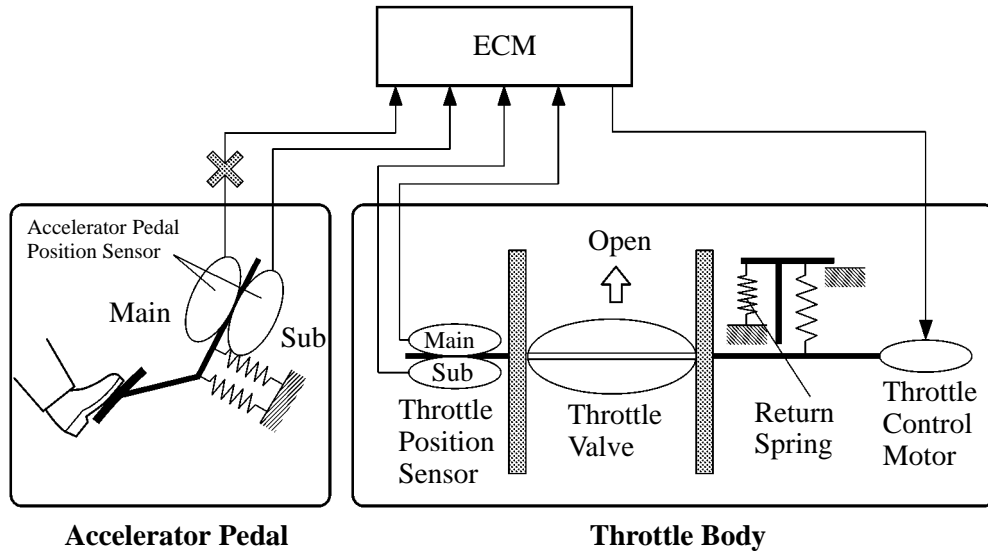 ECM
Accelerator Pedal
Position Sensor
Main
Sub
Open
Main
Sub
Throttle
Position
Sensor
Throttle
Valve
Return
Spring
Throttle
Control
Motor
Accelerator Pedal
Throttle Body